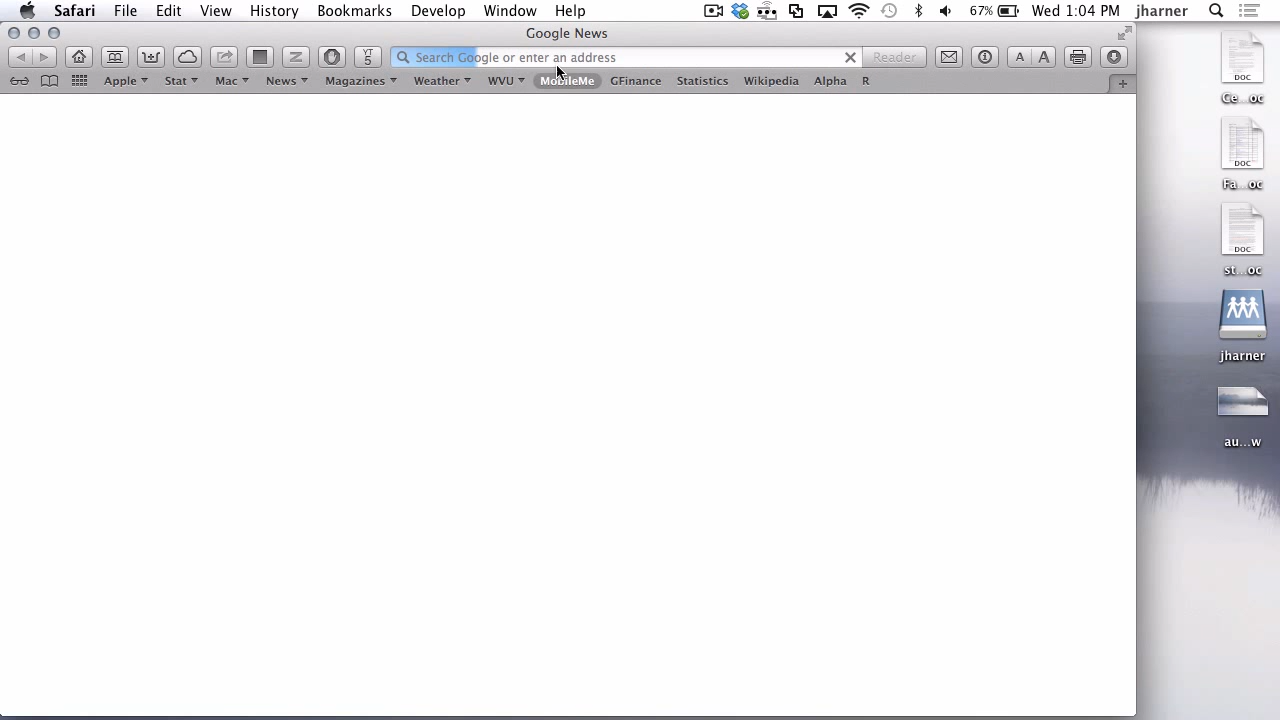 Safari File Edit View History Bookmarks Develop Window Help 67% Wed 1:04 PM jharner
Google News
YT 5 Search Google or enter an address Reader A A
Apple Stat Mac News Magazines Weather WVU MobileMe GFinance Statistics Wikipedia Alpha R
DOC
Ce...oc
DOC
Fa...oc
DOC
st...oc
jharner
au...w